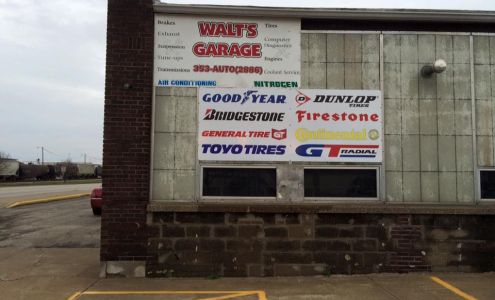 Brakes
Exhaust
Suspension
Tune-ups
Transmissions
WALT'S
GARAGE
353-AUTO(2886)
Tires
Computer
Diagnostics
Engines
Coolant Service
AIR CONDITIONING
NITROGEN
GOODYEAR
DUNLOP
TIRES
BRIDGESTONE
Firestone
GENERAL TIRE
Continental
TOYO TIRES
GT RADIAL